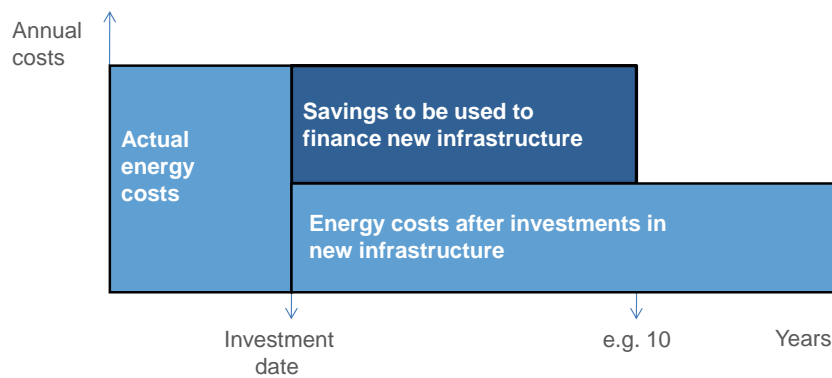 Annual
costs
Actual
energy
costs
Savings to be used to
finance new infrastructure
Energy costs after investments in
new infrastructure
Investment
date
e.g. 10
Years